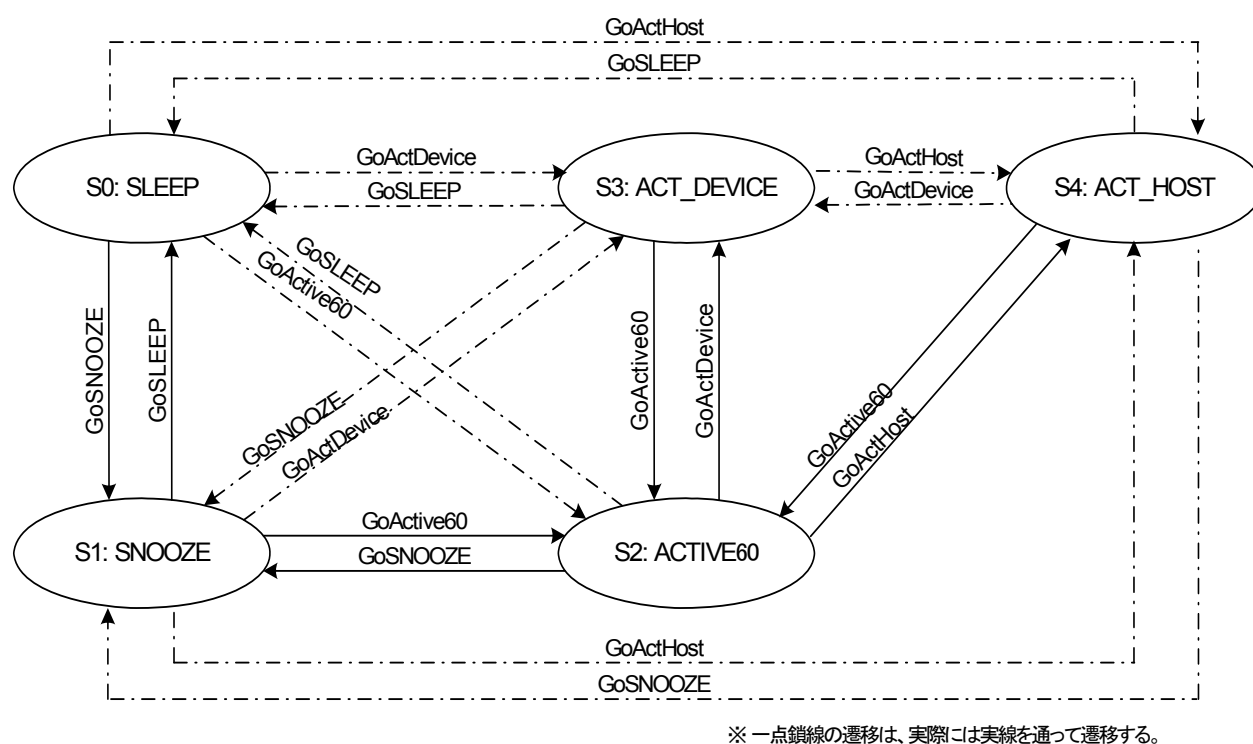 GoActHost
GoSLEEP
GoActDevice
GoSLEEP
GoActHost
GoActDevice
S0: SLEEP
S3: ACT_DEVICE
S4: ACT_HOST
GoSLEEP
GoActive60
GoSNOOZE
GoSLEEP
GoActive60
GoActDevice
GoSNOOZE
GoActDevice
GoActive60
GoActHost
GoActive60
GoSNOOZE
S1: SNOOZE
S2: ACTIVE60
GoActHost
GoSNOOZE
※ 一点鎖線の遷移は、実際には実線を通って遷移する。